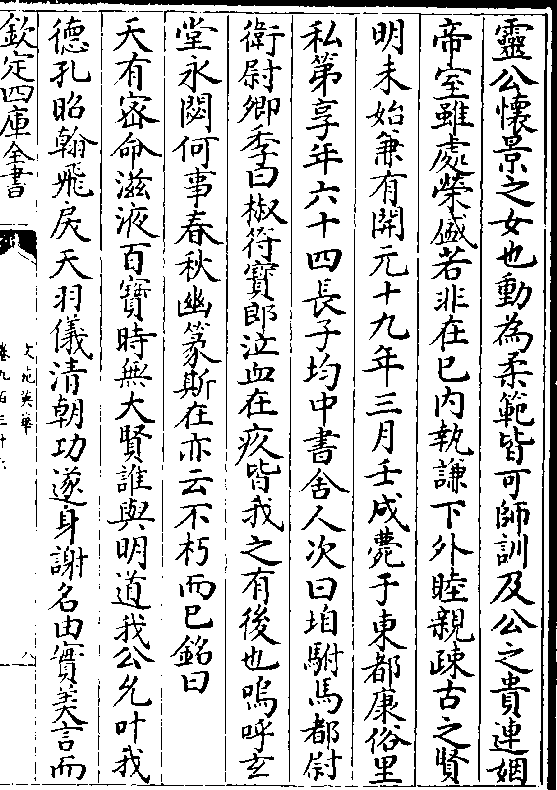 靈公懷景之女也動為柔範皆可師訓及公之貴連姻
帝室雖處榮盛若非在已内執謙下外睦親疎古之賢
明未始兼有開元十九年三月壬戌薨于東都康俗里
私第享年六十四長子均中書舍人次曰垍駙馬都尉
衛尉卿季曰椒符寶郎泣血在疚皆我之有後也嗚呼玄
堂永閟何事春秋幽篆斯在亦云不朽而已銘曰
天有密命滋液百寶時無大賢誰與明道我公允叶我
德孔昭翰飛戾天羽儀清朝功遂身謝名由實美言而
欽定四庫全書
文苑英華
卷九百三十六
八